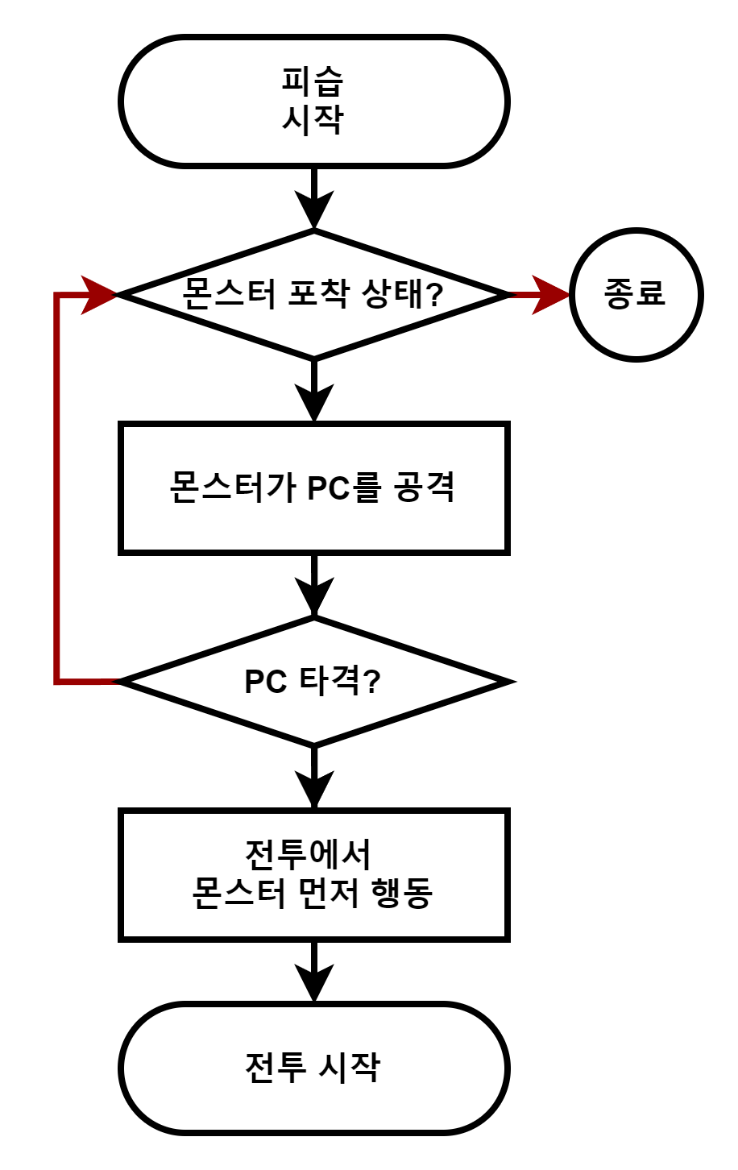 피습
시작
몬스터 포착 상태?
종료
몬스터가 PC를 공격
PC 타격?
전투에서
몬스터 먼저 행동
전투 시작